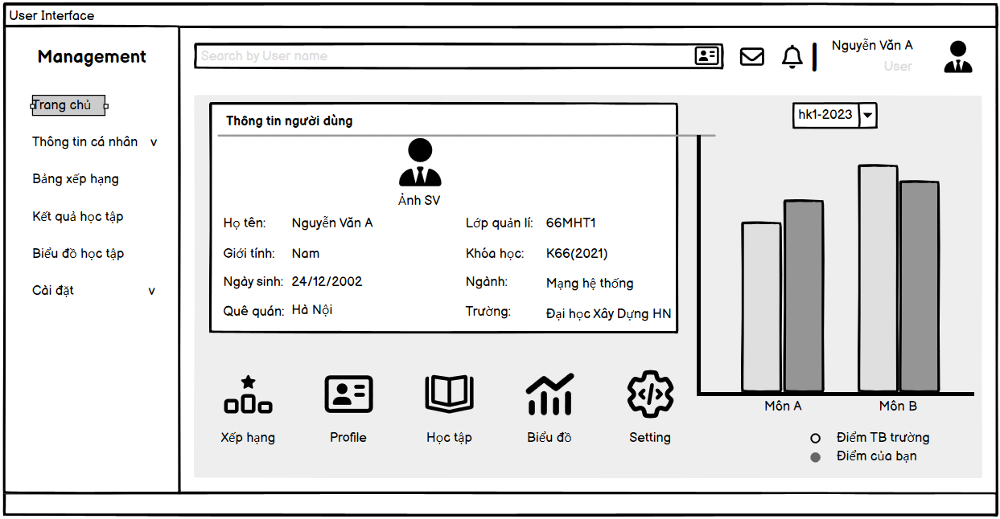 User Interface
Management
Trang chủ
Thông tin cá nhân v
Bảng xếp hạng
Kết quả học tập
Biểu đồ học tập
Cài đặt v
Search by User name
Nguyễn Văn A
User
Thông tin người dùng
Ảnh SV
Họ tên: Nguyễn Văn A
Giới tính: Nam
Ngày sinh: 24/12/2002
Quê quán: Hà Nội
Lớp quản lí: 66MHT1
Khóa học: K66(2021)
Ngành: Mạng hệ thống
Trường: Đại học Xây Dựng HN
Xếp hạng
Profile
Học tập
Biểu đồ
Setting
hk1-2023
Môn A
Môn B
Điểm TB trường
Điểm của bạn